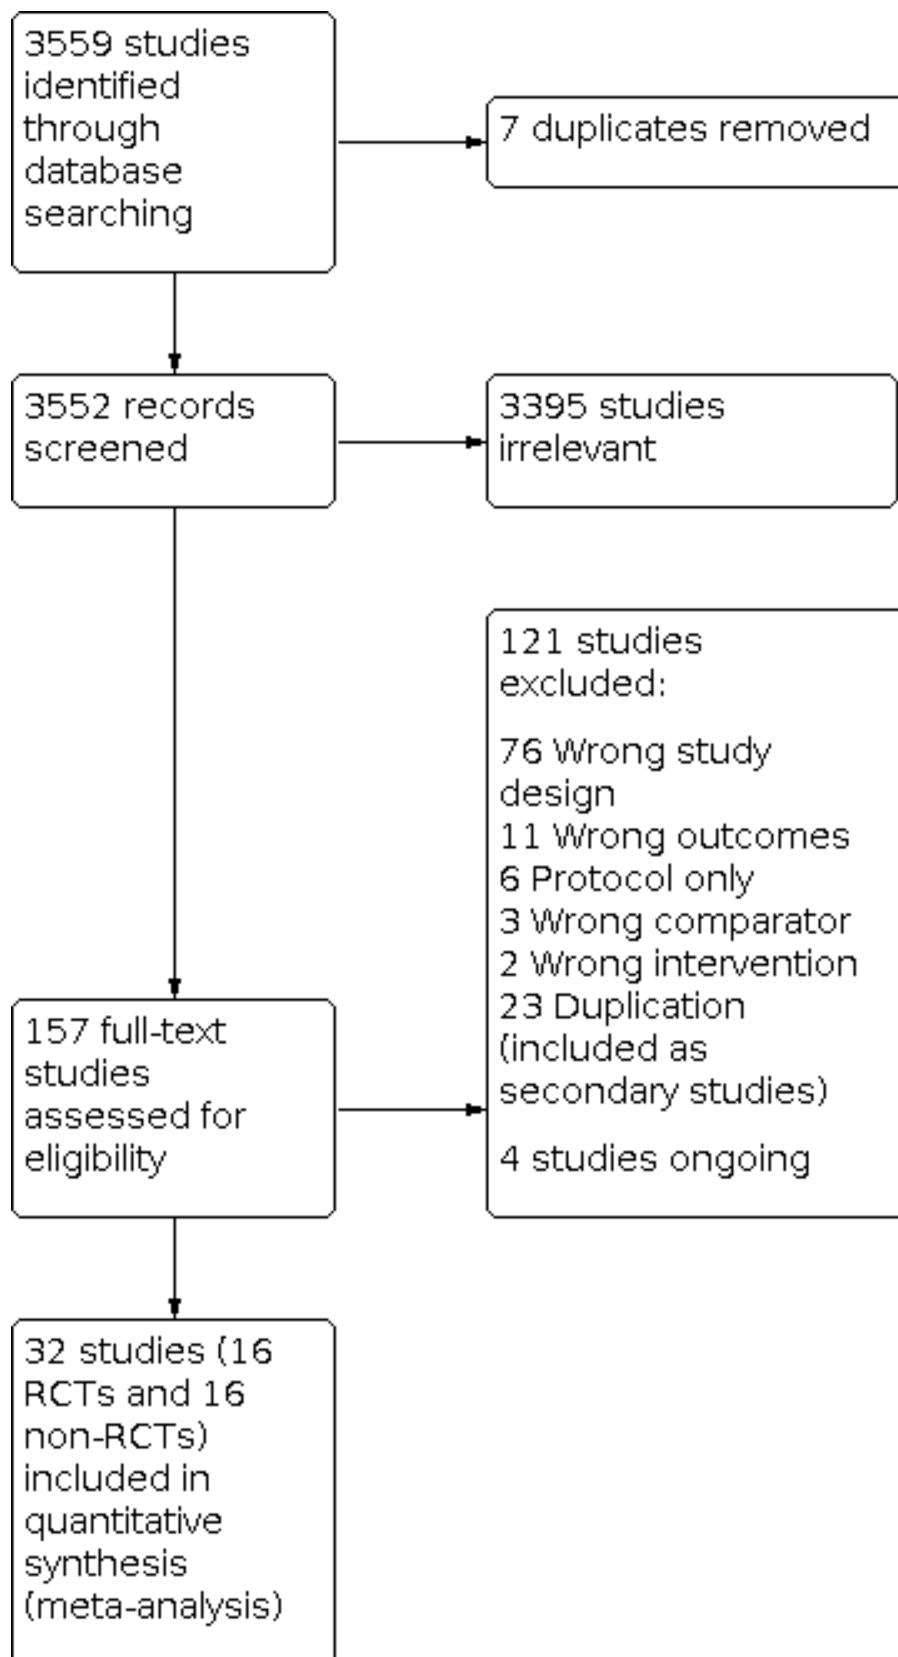 3559 studies
identified
through
database
searching
7 duplicates removed
3552 records
screened
3395 studies
irrelevant
121 studies
excluded:
76 Wrong study
design
11 Wrong outcomes
6 Protocol only
3 Wrong comparator
2 Wrong intervention
23 Duplication
(included as
secondary studies)
4 studies ongoing
157 full-text
studies
assessed for
eligibility
32 studies (16
RCTs and 16
non-RCTs)
included in
quantitative
synthesis
(meta-analysis)